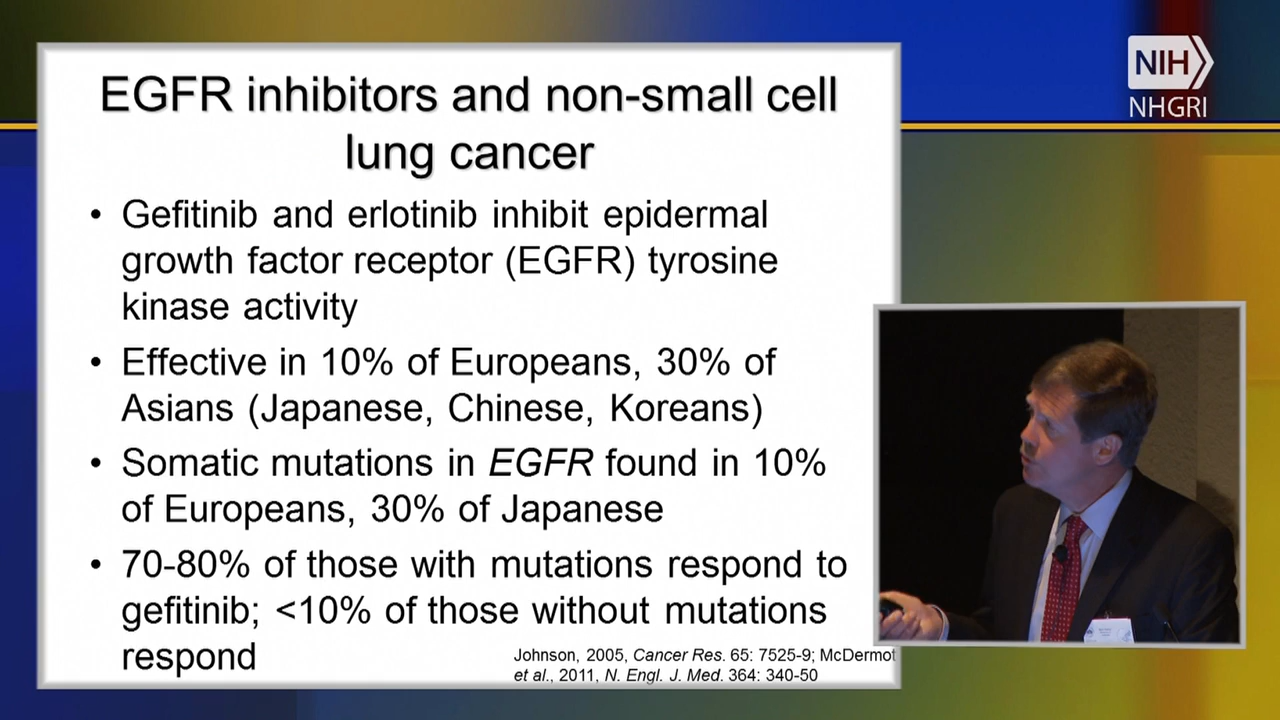 EGFR inhibitors and non-small cell
lung cancer
• Gefitinib and erlotinib inhibit epidermal
growth factor receptor (EGFR) tyrosine
kinase activity
• Effective in 10% of Europeans, 30% of
Asians (Japanese, Chinese, Koreans)
• Somatic mutations in EGFR found in 10%
of Europeans, 30% of Japanese
• 70-80% of those with mutations respond to
gefitinib; <10% of those without mutations
respond
Johnson, 2005, Cancer Res. 65: 7525-9; McDermot
et al., 2011, N. Engl. J. Med. 364: 340-50
NIH
NHGRI